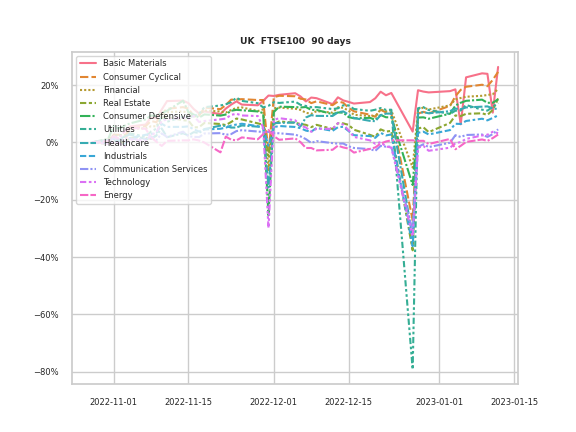 UK FTSE100 90 days
Basic Materials
Consumer Cyclical
Financial
Real Estate
Consumer Defensive
Utilities
Healthcare
Industrials
Communication Services
Technology
Energy
20%
0%
−20%
−40%
−60%
−80%
2022-11-01 2022-11-15 2022-12-01 2022-12-15 2023-01-01 2023-01-15